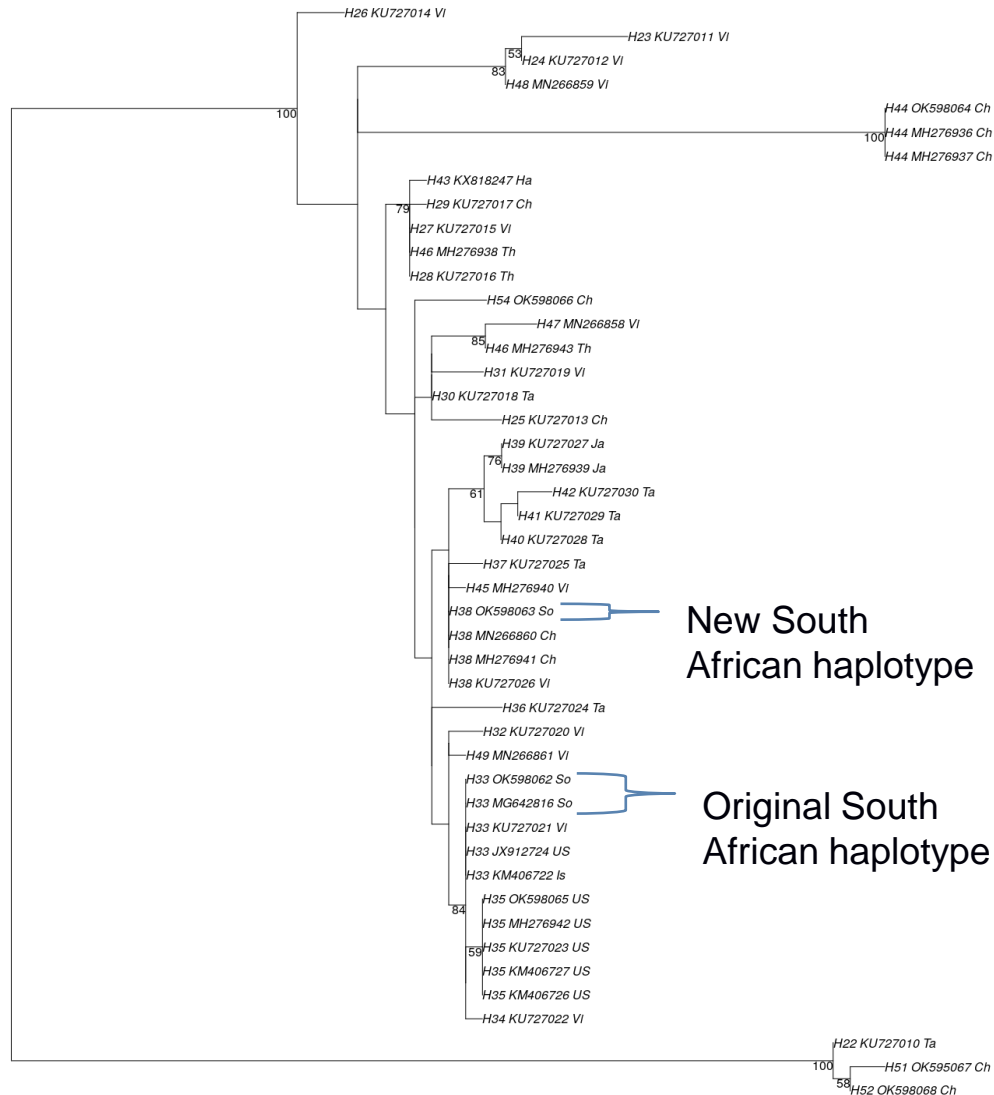 H26 KU727014 VI
H23 KU727011 VI
53
H24 KU727012 VI
83
H48 MN266859 VI
H44 OK598064 Ch
100
H44 MH276936 Ch
100
H44 MH276937 Ch
H43 KX818247 Ha
79
H29 KU727017 Ch
H27 KU727015 VI
H46 MH276938 Th
H28 KU727016 Th
H54 OK598066 Ch
H47 MN266858 VI
85
H46 MH276943 Th
H31 KU727019 VI
H30 KU727018 Ta
H25 KU727013 Ch
H39 KU727027 Ja
76
H39 MH276939 Ja
61
H42 KU727030 Ta
H41 KU727029 Ta
H40 KU727028 Ta
H37 KU727025 Ta
H45 MH276940 VI
H38 OK598063 So
New South
African haplotype
H38 MN266860 Ch
H38 MH276941 Ch
H38 KU727026 VI
H36 KU727024 Ta
H32 KU727020 VI
H49 MN266861 VI
H33 OK598062 So
H33 MG642816 So
Original South
African haplotype
H33 KU727021 VI
H33 JX912724 US
H33 KM406722 Is
84
H35 OK598065 US
H35 MH276942 US
59
H35 KU727023 US
H35 KM406727 US
H35 KM406726 US
H34 KU727022 VI
H22 KU727010 Ta
100
H51 OK595067 Ch
58
H52 OK598068 Ch